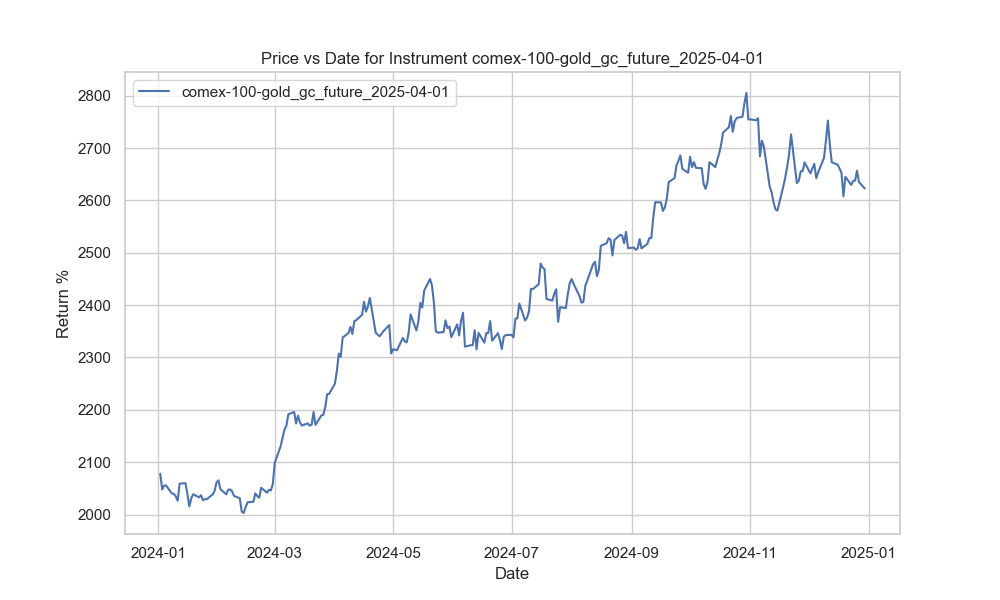 Price vs Date for Instrument comex-100-gold_gc_future_2025-04-01
comex-100-gold_gc_future_2025-04-01
Return %
2800
2700
2600
2500
2400
2300
2200
2100
2000
2024-01 2024-03 2024-05 2024-07 2024-09 2024-11 2025-01
Date